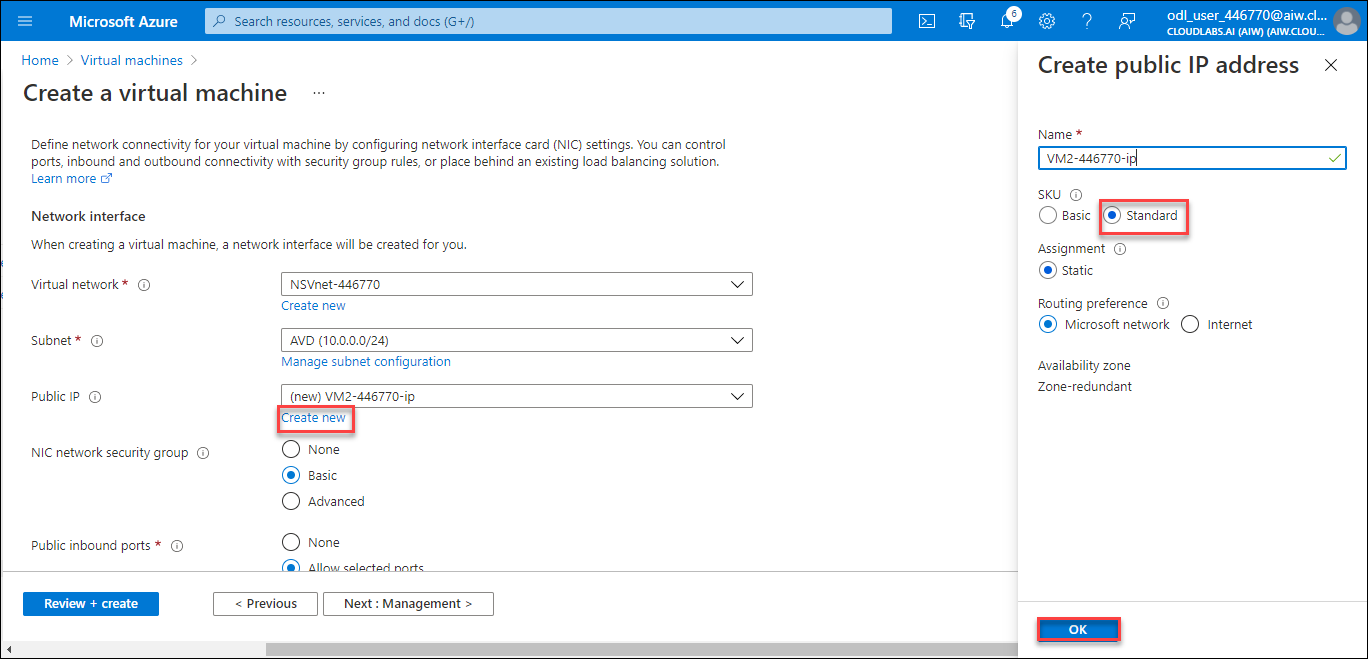 Microsoft Azure
Search resources, services, and docs (G+/)
6
odl_user_446770@aiw.cl...
CLOUDLABS.AI (AIW) (AIW.CLOU...
Home > Virtual machines >
Create a virtual machine ...
Define network connectivity for your virtual machine by configuring network interface card (NIC) settings. You can control
ports, inbound and outbound connectivity with security group rules, or place behind an existing load balancing solution.
Learn more
Network interface
When creating a virtual machine, a network interface will be created for you.
Virtual network *
NSVnet-446770
Create new
Subnet *
AVD (10.0.0.0/24)
Manage subnet configuration
Public IP
(new) VM2-446770-ip
Create new
NIC network security group
None
Basic
Advanced
Public inbound ports *
None
Allow selected ports
Review + create
< Previous
Next : Management >
Create public IP address
Name *
VM2-446770-ip
SKU
Basic
Standard
Assignment
Static
Routing preference
Microsoft network
Internet
Availability zone
Zone-redundant
OK